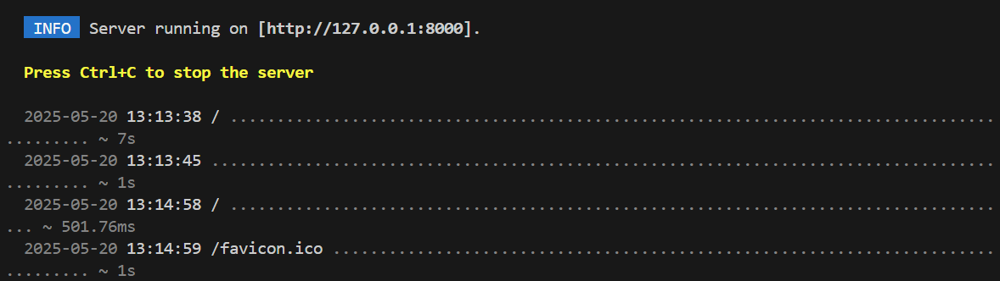 INFO Server running on [http://127.0.0.1:8000].
Press Ctrl+C to stop the server
2025-05-20 13:13:38 / ..................................................................................
......... ~ 7s
2025-05-20 13:13:45 ....................................................................................
......... ~ 1s
2025-05-20 13:14:58 / ..................................................................................
... ~ 501.76ms
2025-05-20 13:14:59 /favicon.ico .......................................................................
......... ~ 1s